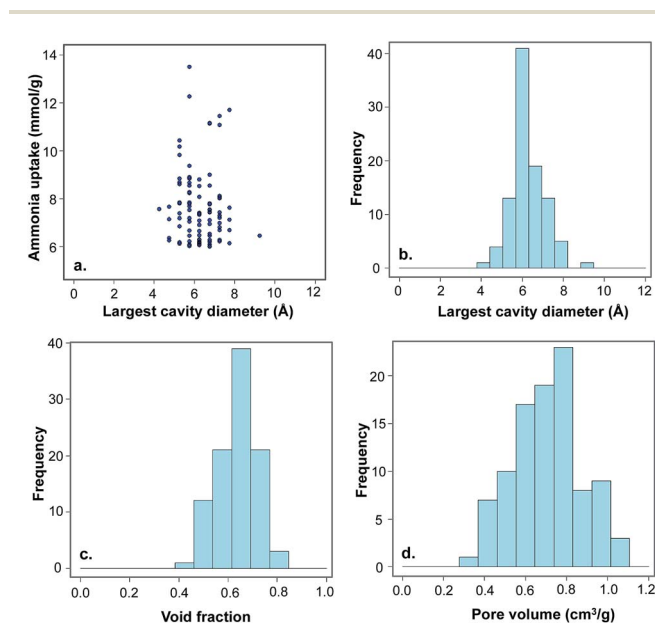 14
12
10
8
6
Ammonia uptake (mmol/g)
a.
0 2 4 6 8 10 12
Largest cavity diameter (Å)
40
30
20
10
0
Frequency
b.
0 2 4 6 8 10 12
Largest cavity diameter (Å)
40
30
20
10
0
Frequency
c.
0.0 0.2 0.4 0.6 0.8 1.0
Void fraction
20
15
10
5
0
Frequency
d.
0.0 0.2 0.4 0.6 0.8 1.0 1.2
Pore volume (cm³/g)